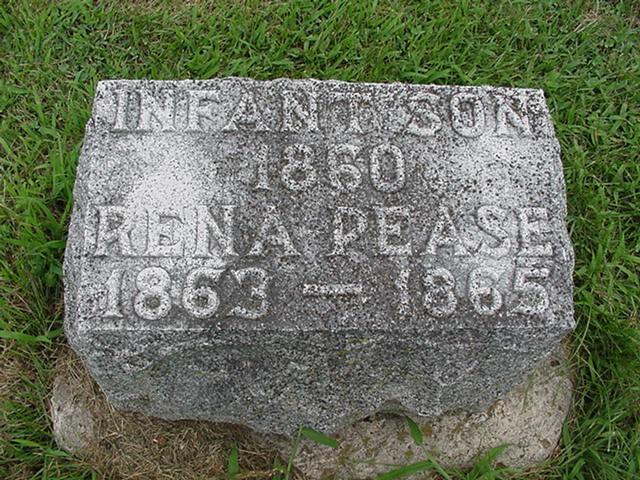 INFANT SON
1860
RENA PEASE
1863 — 1865